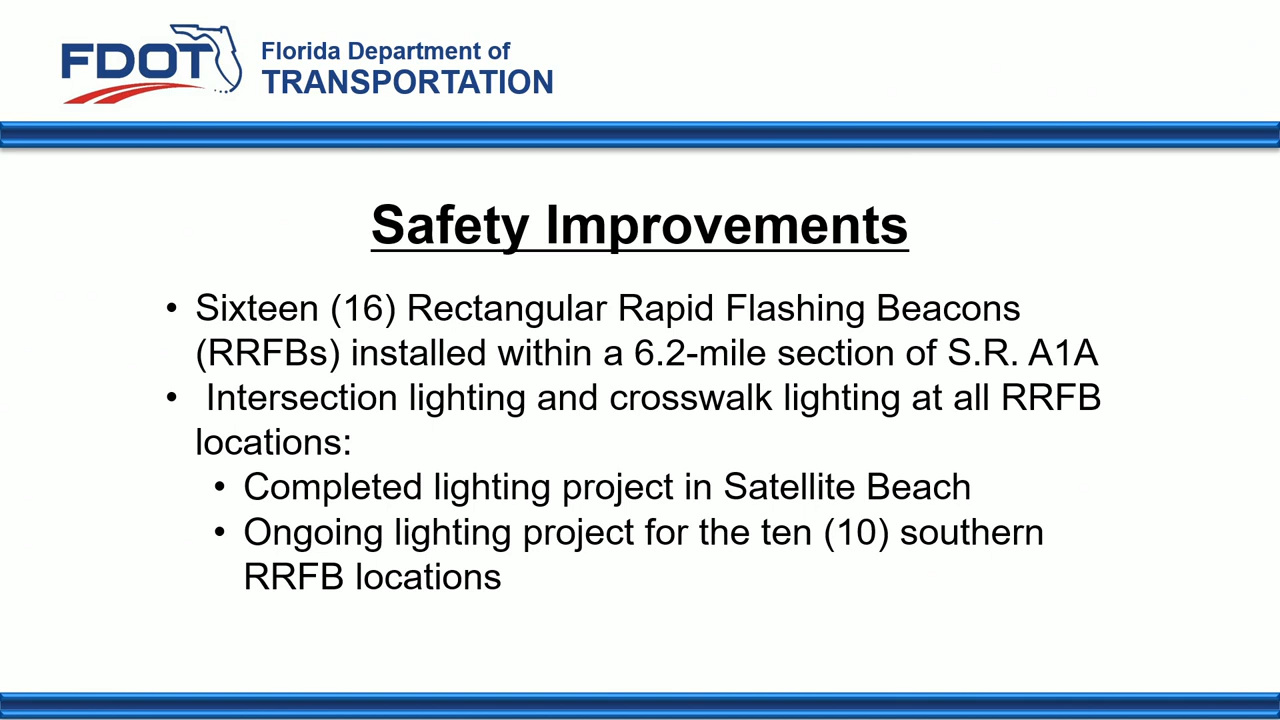 FDOT
Florida Department of
TRANSPORTATION
Safety Improvements
• Sixteen (16) Rectangular Rapid Flashing Beacons
(RRFBs) installed within a 6.2-mile section of S.R. A1A
• Intersection lighting and crosswalk lighting at all RRFB
locations:
• Completed lighting project in Satellite Beach
• Ongoing lighting project for the ten (10) southern
RRFB locations